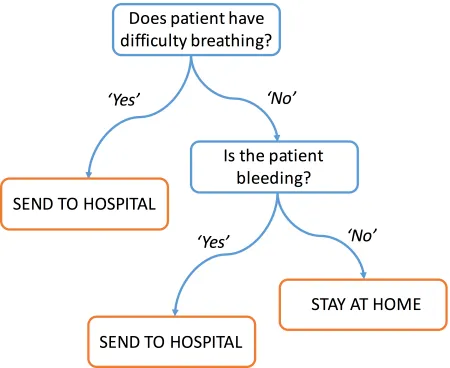 Does patient have
difficulty breathing?
‘Yes’
‘No’
Is the patient
bleeding?
SEND TO HOSPITAL
‘Yes’
‘No’
STAY AT HOME
SEND TO HOSPITAL